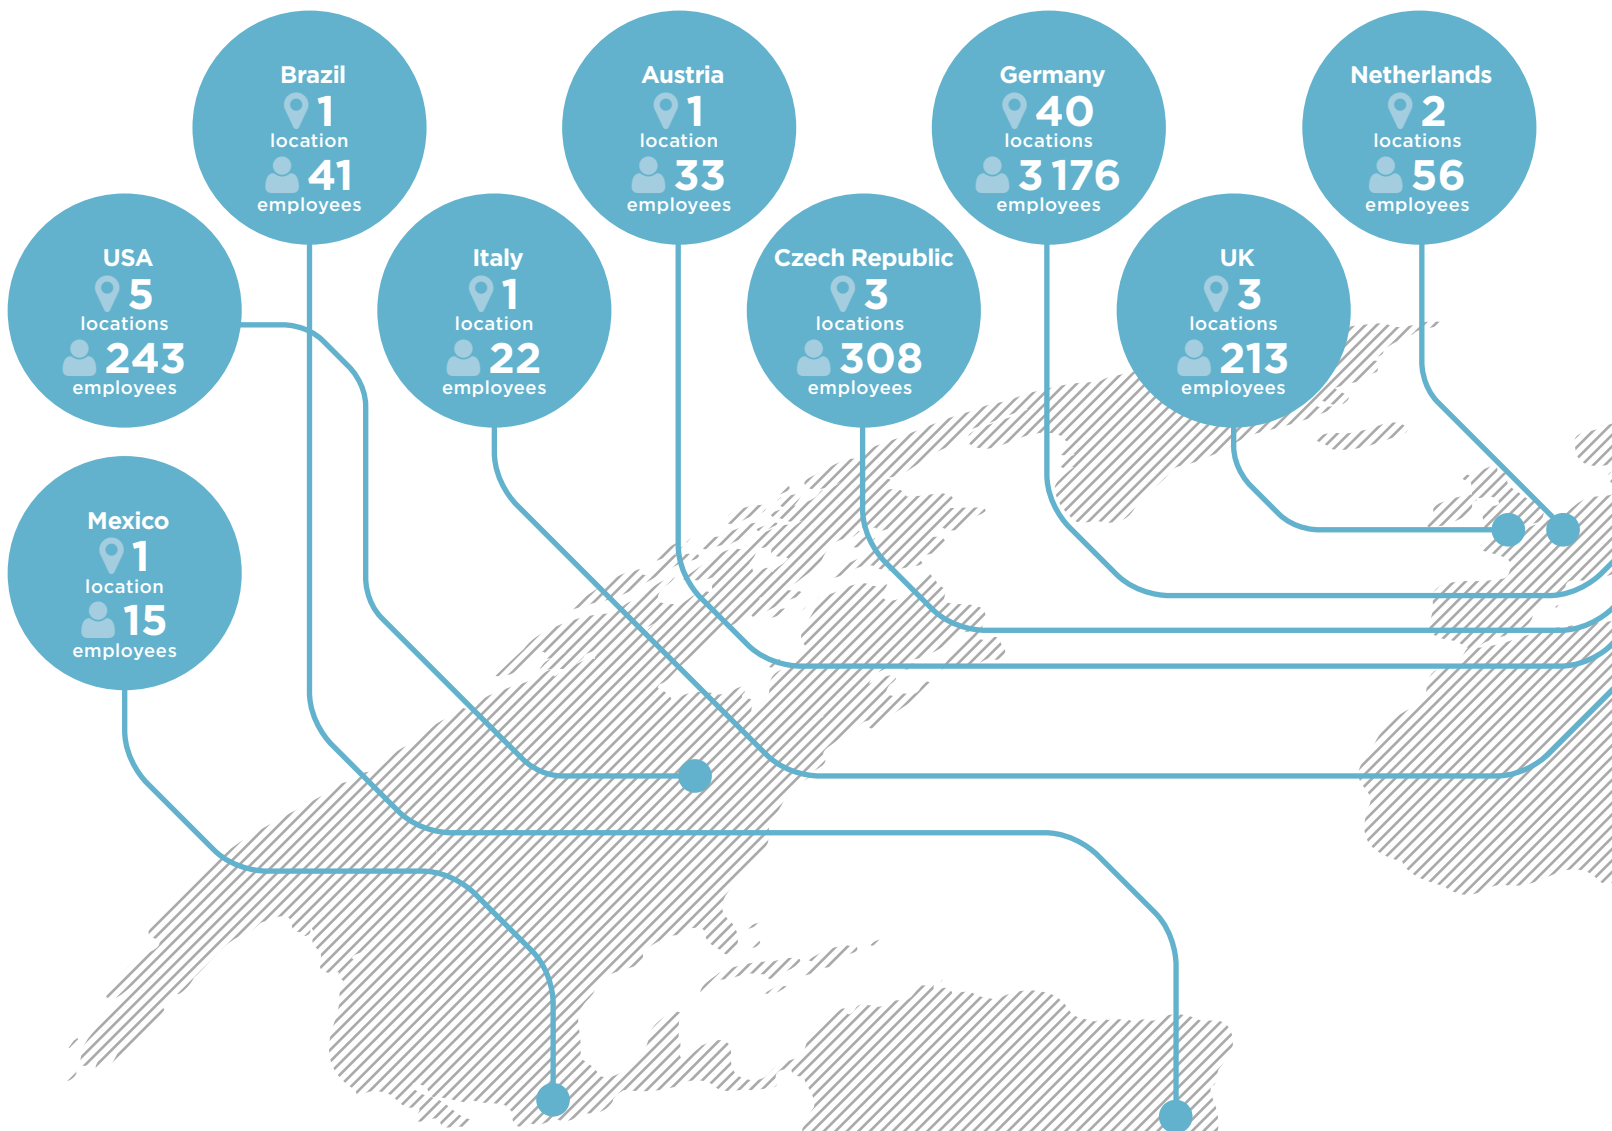 Brazil
1
location
41
employees
Austria
1
location
33
employees
Germany
40
locations
3 176
employees
Netherlands
2
locations
56
employees
USA
5
locations
243
employees
Italy
1
location
22
employees
Czech Republic
3
locations
308
employees
UK
3
locations
213
employees
Mexico
1
location
15
employees